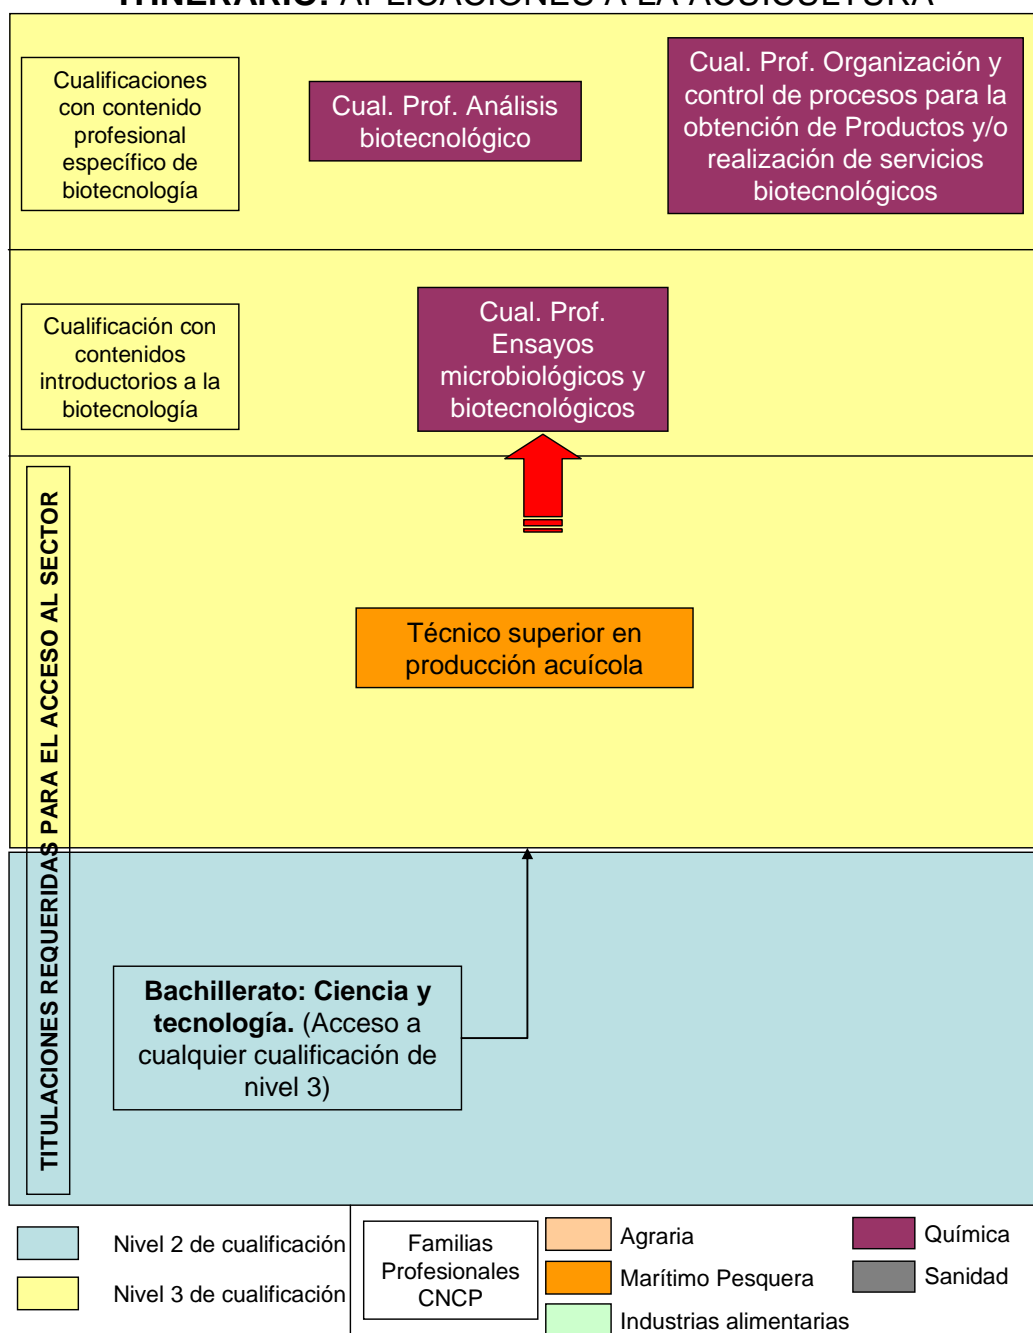 ITINERARIO: APLICACIONES A LA ACUICULTURA
Cualificaciones
con contenido
profesional
específico de
biotecnología
Cual. Prof. Análisis
biotecnológico
Cual. Prof. Organización y
control de procesos para la
obtención de Productos y/o
realización de servicios
biotecnológicos
Cualificación con
contenidos
introductorios a la
biotecnología
Cual. Prof.
Ensayos
microbiológicos y
biotecnológicos
TITULACIONES REQUERIDAS PARA EL ACCESO AL SECTOR
Técnico superior en
producción acuícola
Bachillerato: Ciencia y
tecnología. (Acceso a
cualquier cualificación de
nivel 3)
Nivel 2 de cualificación
Nivel 3 de cualificación
Familias
Profesionales
CNCP
Agraria
Marítimo Pesquera
Industrias alimentarias
Química
Sanidad